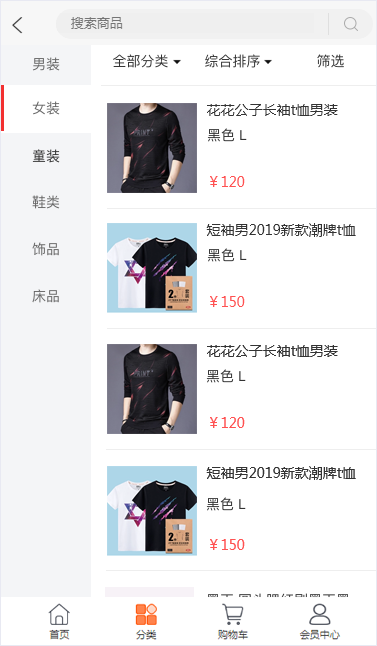 搜索商品
男装
女装
童装
鞋类
饰品
床品
全部分类
综合排序
筛选
花花公子长袖t恤男装
黑色 L
￥120
短袖男2019新款潮牌t恤
黑色 L
￥150
花花公子长袖t恤男装
黑色 L
￥120
短袖男2019新款潮牌t恤
黑色 L
￥150
首页
分类
购物车
会员中心